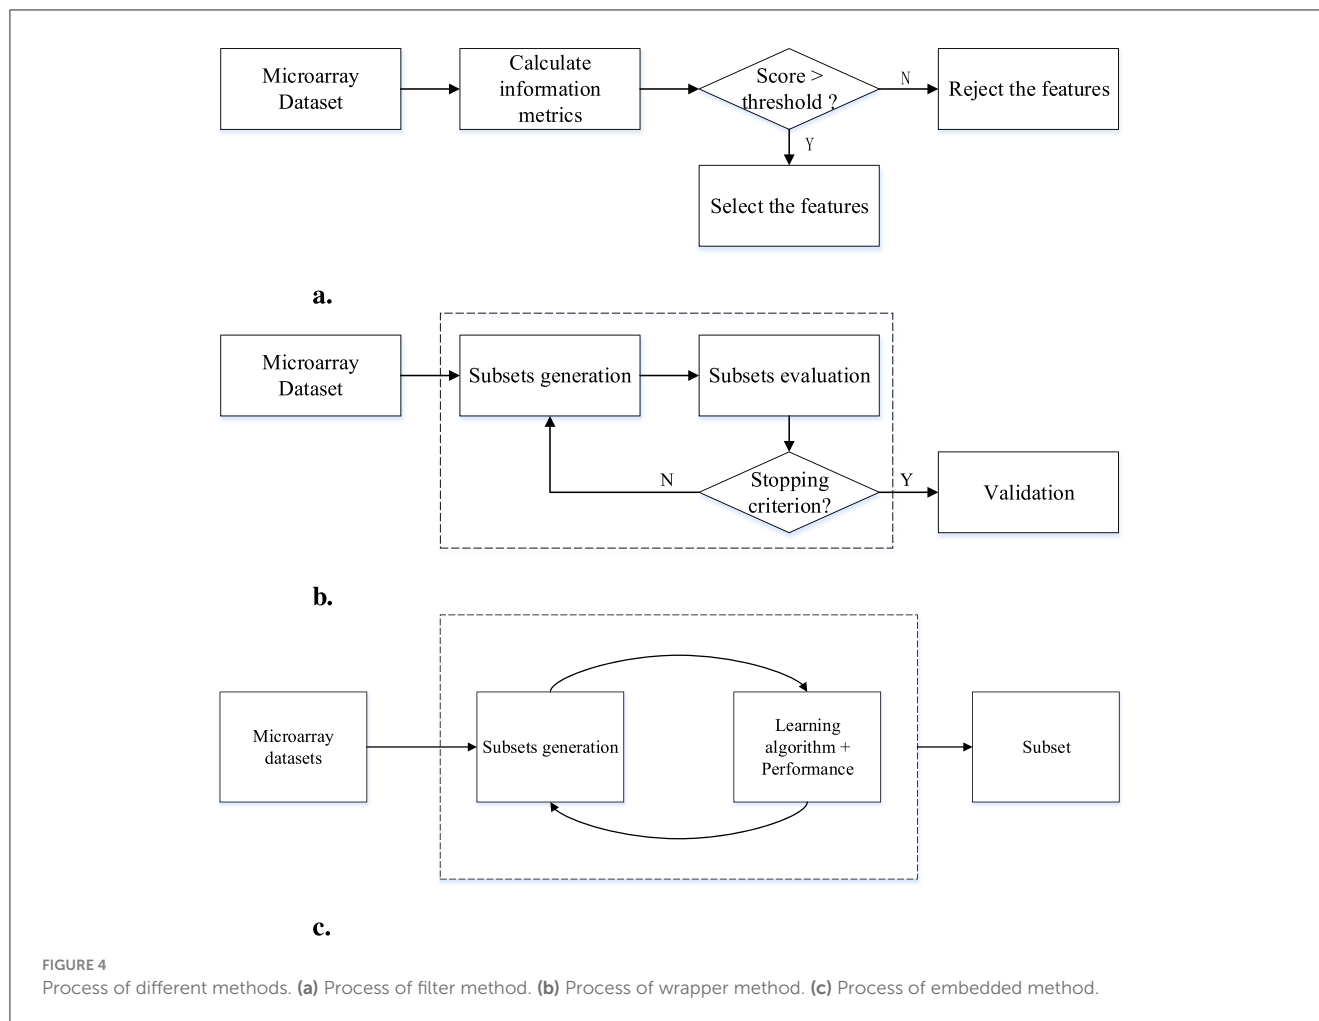 Microarray
Dataset
Calculate
information
metrics
Score >
threshold ?
N
Reject the features
Y
Select the features
a.
Microarray
Dataset
Subsets generation
Subsets evaluation
N
Stopping
criterion?
Y
Validation
b.
Microarray
datasets
Subsets generation
Learning
algorithm +
Performance
Subset
c.
FIGURE 4
Process of different methods. (a) Process of filter method. (b) Process of wrapper method. (c) Process of embedded method.